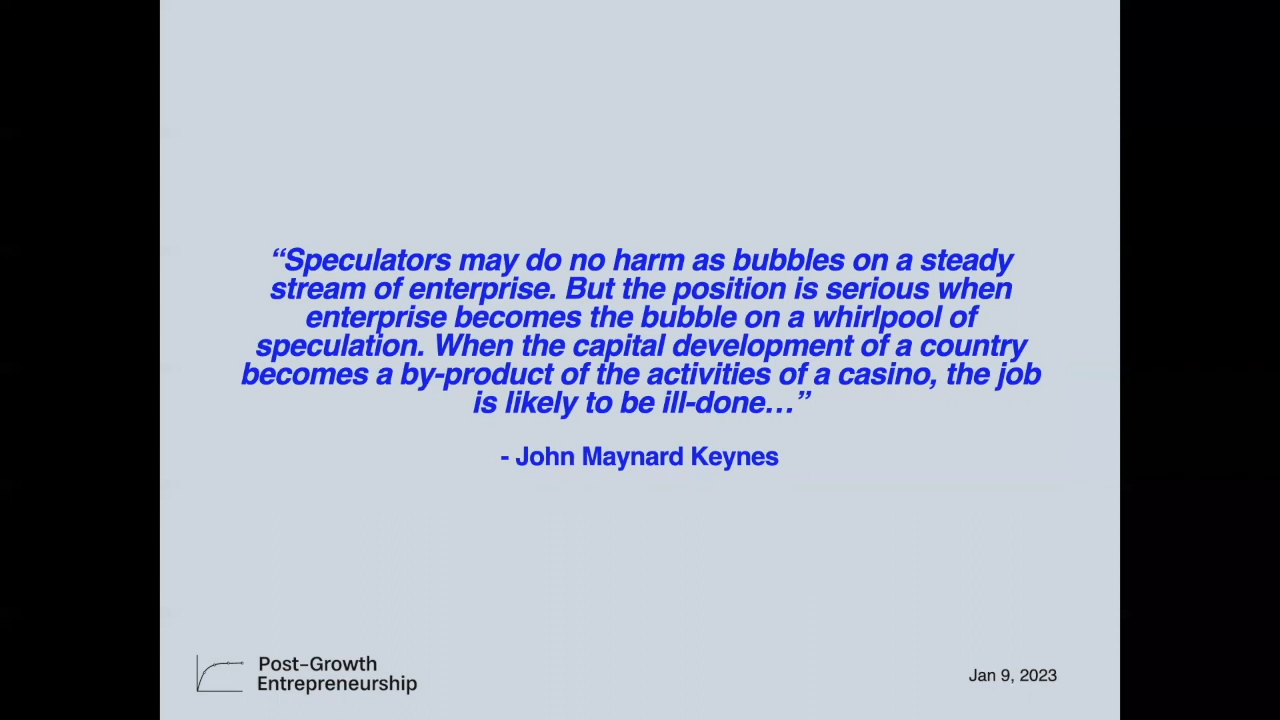 “Speculators may do no harm as bubbles on a steady
stream of enterprise. But the position is serious when
enterprise becomes the bubble on a whirlpool of
speculation. When the capital development of a country
becomes a by-product of the activities of a casino, the job
is likely to be ill-done…”
- John Maynard Keynes
Post–Growth
Entrepreneurship
Jan 9, 2023